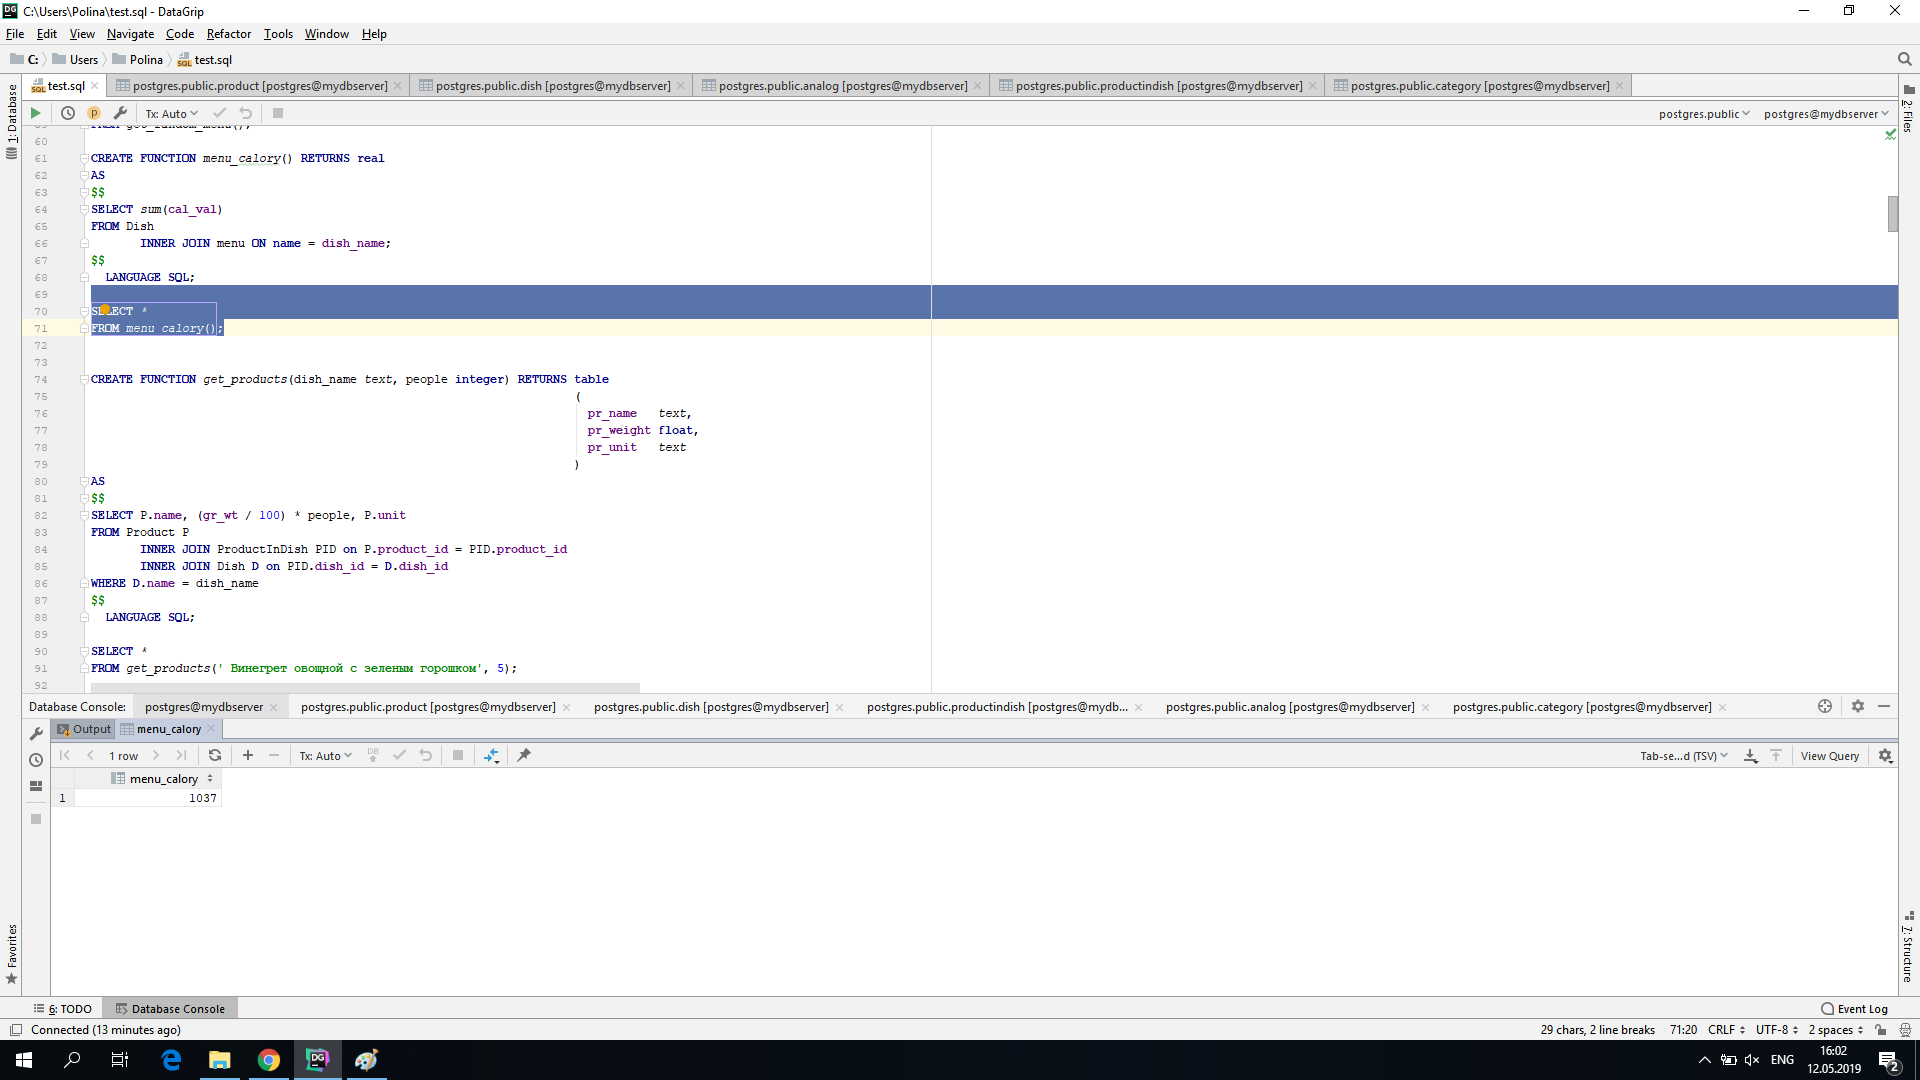 C:\Users\Polina\test.sql - DataGrip
File Edit View Navigate Code Refactor Tools Window Help
C: Users Polina test.sql
test.sql postgres.public.product [postgres@mydbserver] postgres.public.dish [postgres@mydbserver] postgres.public.analog [postgres@mydbserver] postgres.public.productindish [postgres@mydbserver] postgres.public.category [postgres@mydbserver]
Tx: Auto postgres.public postgres@mydbserver
1: Database
2: Files
60
61 CREATE FUNCTION menu_calory() RETURNS real
62 AS
63 $$
64 SELECT sum(cal_val)
65 FROM Dish
66 INNER JOIN menu ON name = dish_name;
67 $$
68 LANGUAGE SQL;
69
70 SELECT *
71 FROM menu_calory();
72
73
74 CREATE FUNCTION get_products(dish_name text, people integer) RETURNS table
75 (
76 pr_name text,
77 pr_weight float,
78 pr_unit text
79 )
80 AS
81 $$
82 SELECT P.name, (gr_wt / 100) * people, P.unit
83 FROM Product P
84 INNER JOIN ProductInDish PID on P.product_id = PID.product_id
85 INNER JOIN Dish D on PID.dish_id = D.dish_id
86 WHERE D.name = dish_name
87 $$
88 LANGUAGE SQL;
89
90 SELECT *
91 FROM get_products(' Винегрет овощной с зеленым горошком', 5);
92
Database Console: postgres@mydbserver postgres.public.product [postgres@mydbserver] postgres.public.dish [postgres@mydbserver] postgres.public.productindish [postgres@mydb... postgres.public.analog [postgres@mydbserver] postgres.public.category [postgres@mydbserver]
Output menu_calory
1 row Tx: Auto DB Tab-se...d (TSV) View Query
menu_calory
1 1037
Favorites
7: Structure
6: TODO Database Console Event Log
Connected (13 minutes ago) 29 chars, 2 line breaks 71:20 CRLF UTF-8 2 spaces
ENG 16:02
12.05.2019
2